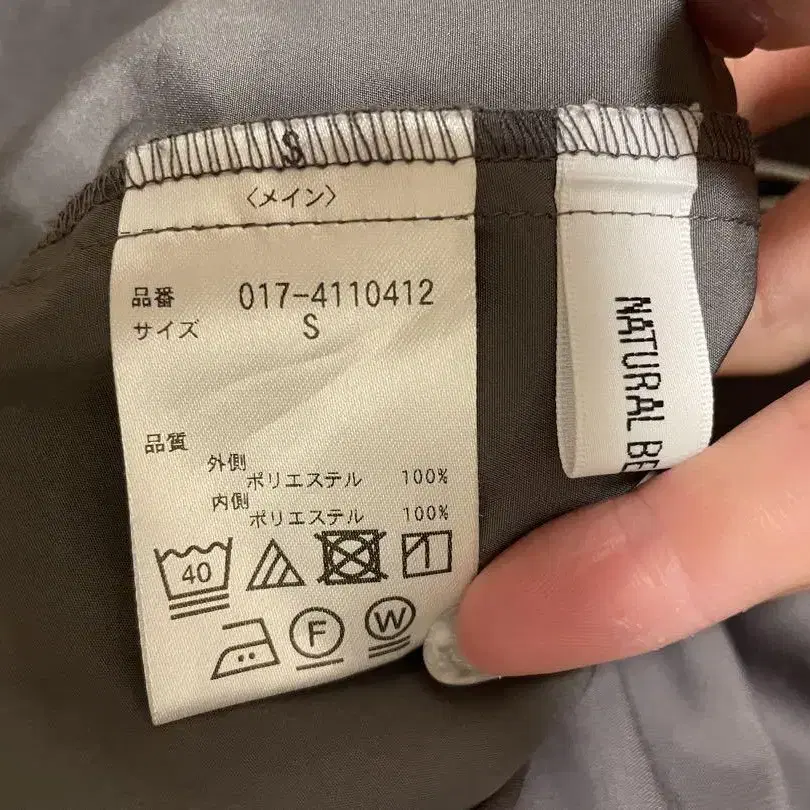 S
〈メイン〉
品番 017-4110412
サイズ S
品質
外側
ポリエステル 100%
内側
ポリエステル 100%
40
F
W
NATURAL BE